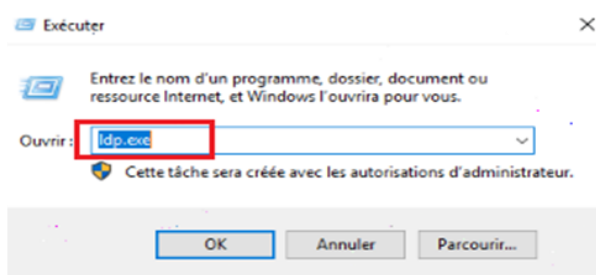 Exécuter
Entrez le nom d'un programme, dossier, document ou
ressource Internet, et Windows l'ouvrira pour vous.
Ouvrir : ldp.exe
Cette tâche sera créée avec les autorisations d'administrateur.
OK Annuler Parcourir...